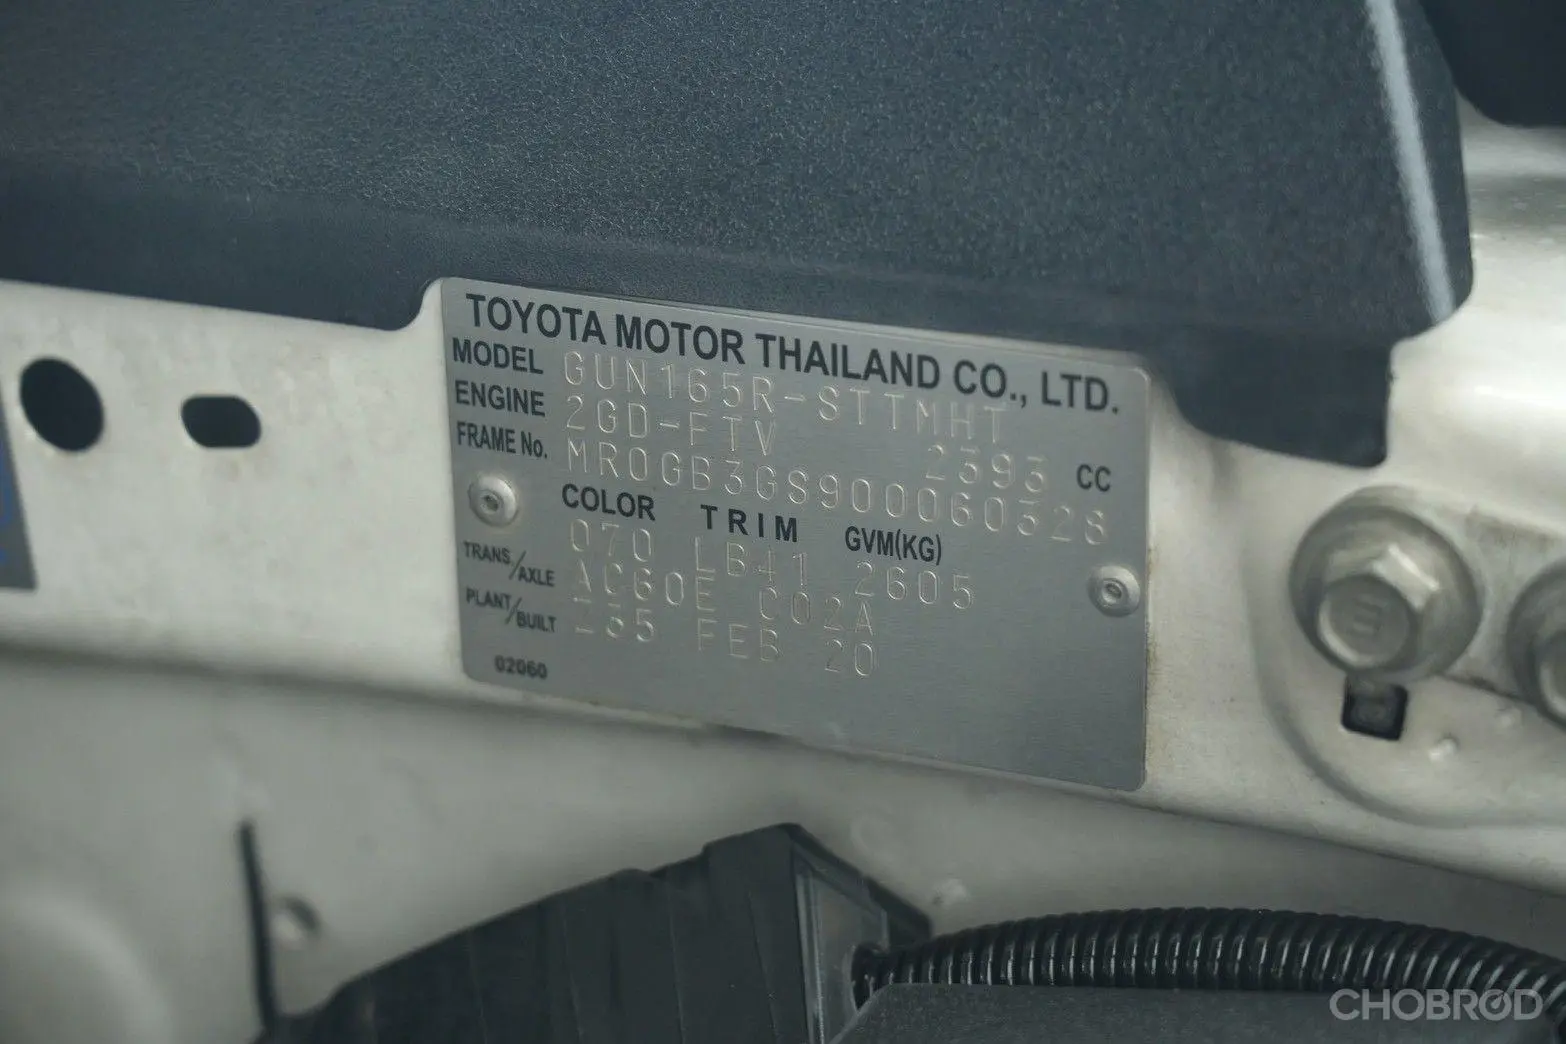 TOYOTA MOTOR THAILAND CO., LTD.
MODEL GUN165R-STTMHT
ENGINE 2GD-FTV 2393 CC
FRAME No. MR0GB3GS900060328
COLOR TRIM GVM(KG)
070 LB41 2605
TRANS/AXLE AC60E C02A
PLANT/BUILT FEB 20
02060
CHOBROD